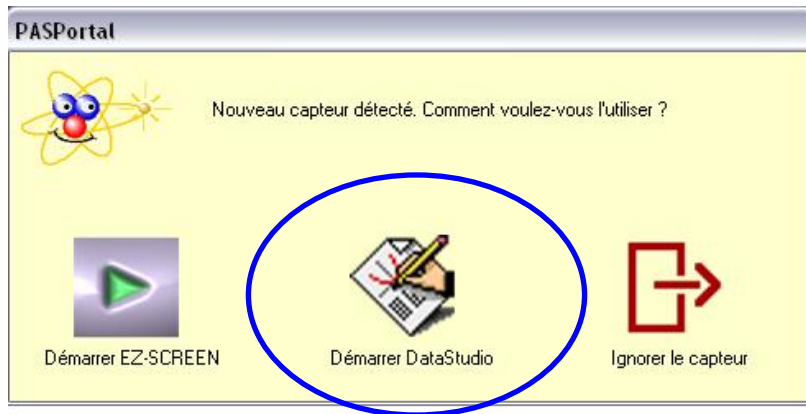 PASPortal
Nouveau capteur détecté. Comment voulez-vous l'utiliser ?
Démarrer EZ-SCREEN
Démarrer DataStudio
Ignorer le capteur